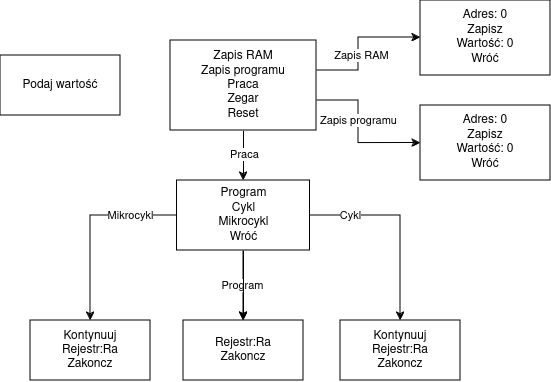 Podaj wartość
Zapis RAM
Zapis programu
Praca
Zegar
Reset
Zapis RAM
Adres: 0
Zapisz
Wartość: 0
Wróć
Zapis programu
Adres: 0
Zapisz
Wartość: 0
Wróć
Praca
Program
Cykl
Mikrocykl
Wróć
Mikrocykl
Cykl
Program
Kontynuuj
Rejestr:Ra
Zakoncz
Rejestr:Ra
Zakoncz
Kontynuuj
Rejestr:Ra
Zakoncz